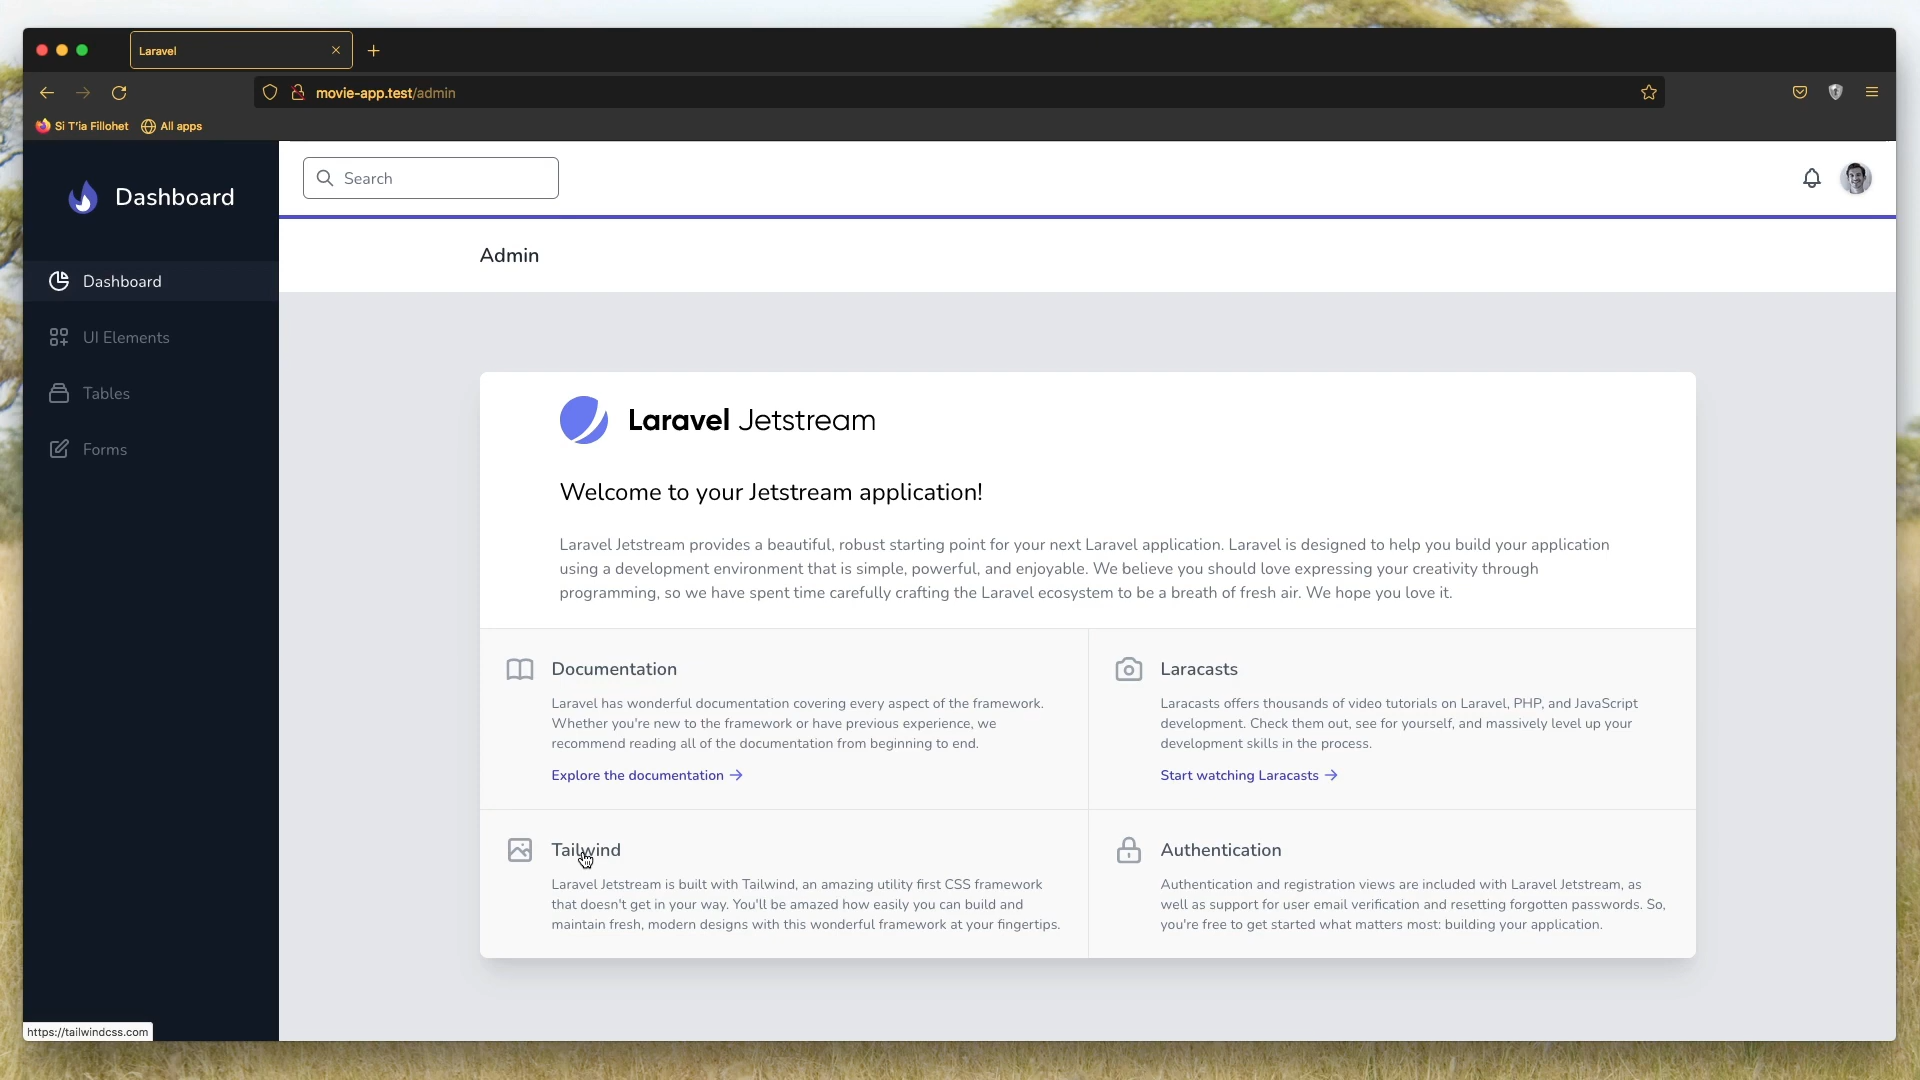 Laravel
movie-app.test/admin
Si T'ia Fillohet
All apps
Dashboard
Search
Dashboard
UI Elements
Tables
Forms
Admin
Laravel Jetstream
Welcome to your Jetstream application!
Laravel Jetstream provides a beautiful, robust starting point for your next Laravel application. Laravel is designed to help you build your application
using a development environment that is simple, powerful, and enjoyable. We believe you should love expressing your creativity through
programming, so we have spent time carefully crafting the Laravel ecosystem to be a breath of fresh air. We hope you love it.
Documentation
Laravel has wonderful documentation covering every aspect of the framework.
Whether you're new to the framework or have previous experience, we
recommend reading all of the documentation from beginning to end.
Explore the documentation
Laracasts
Laracasts offers thousands of video tutorials on Laravel, PHP, and JavaScript
development. Check them out, see for yourself, and massively level up your
development skills in the process.
Start watching Laracasts
Tailwind
Laravel Jetstream is built with Tailwind, an amazing utility first CSS framework
that doesn't get in your way. You'll be amazed how easily you can build and
maintain fresh, modern designs with this wonderful framework at your fingertips.
Authentication
Authentication and registration views are included with Laravel Jetstream, as
well as support for user email verification and resetting forgotten passwords. So,
you're free to get started what matters most: building your application.
https://tailwindcss.com